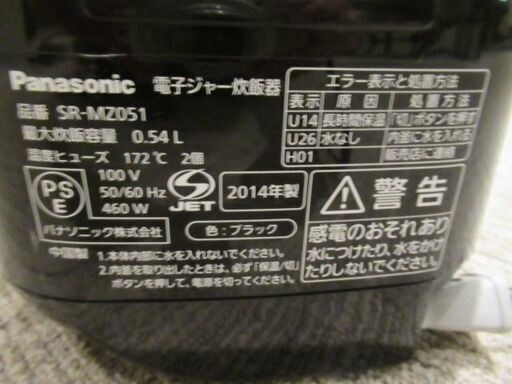 Panasonic 電子ジャー炊飯器
品番 SR-MZ051
最大炊飯容量 0.54 L
温度ヒューズ 172℃ 2個
PS
E
100 V
50/60 Hz
460 W
JET
2014年製
パナソニック株式会社
色:ブラック
中国製
1.本体内部に水を入れないでください。
2.内釜を取り出したときは、必ず「保温/切」
ボタンを押して、電源を切ってください。
エラー表示と処置方法
表示 原因 処置方法
U14 長時間保温 「切」ボタンを押す
U26 水なし 内釜に水を入れる
H01 販売店に連絡
警告
感電のおそれあり
水につけたり、水をかけ
たりしないでください。